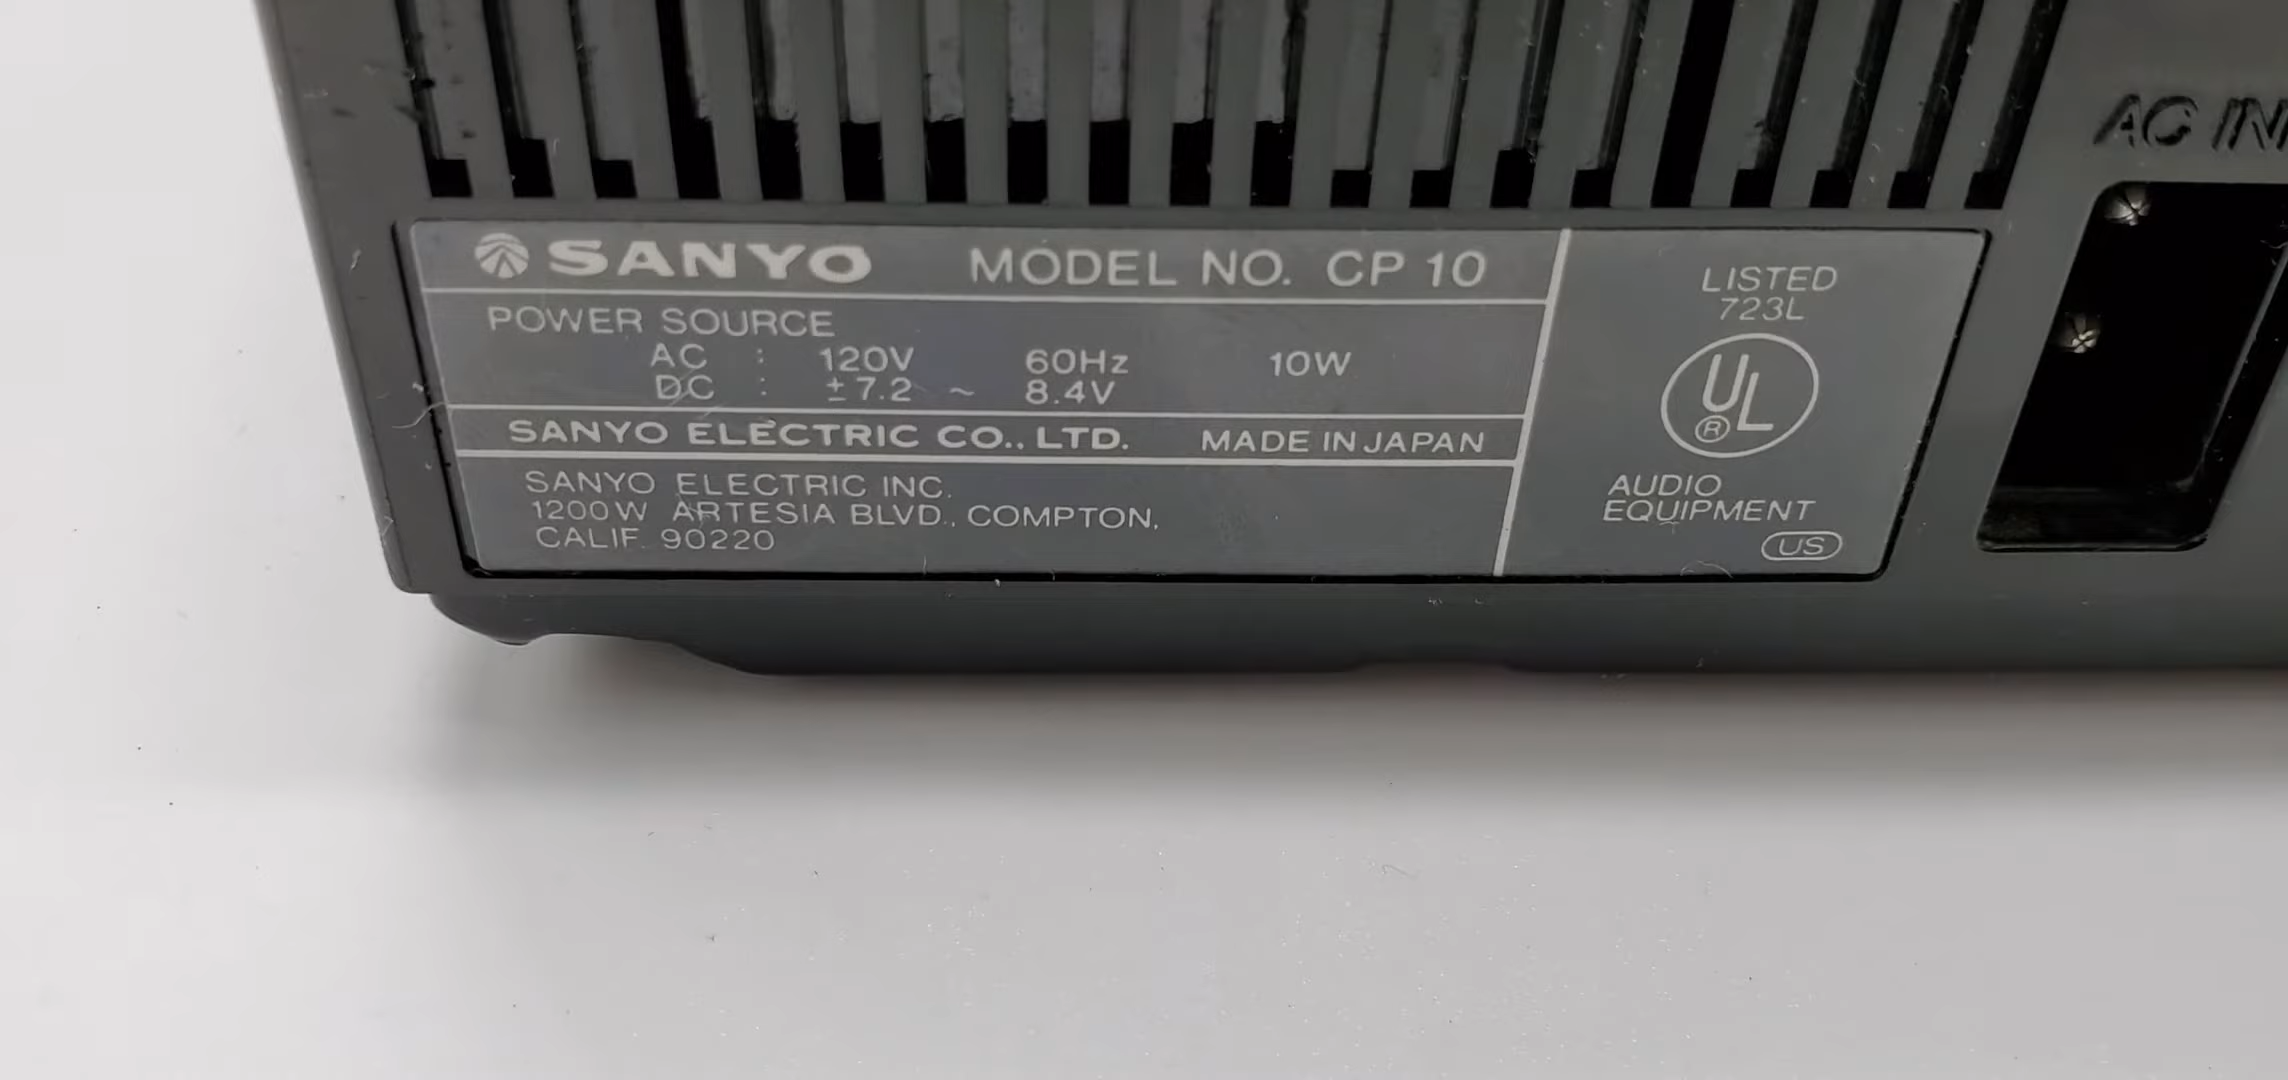 SANYO MODEL NO. CP 10
POWER SOURCE
AC : 120V 60Hz 10W
DC : ±7.2 ~ 8.4V
SANYO ELECTRIC CO., LTD. MADE IN JAPAN
SANYO ELECTRIC INC.
1200W ARTESIA BLVD., COMPTON,
CALIF. 90220
LISTED
723L
UL
®
AUDIO
EQUIPMENT
US
AC IN